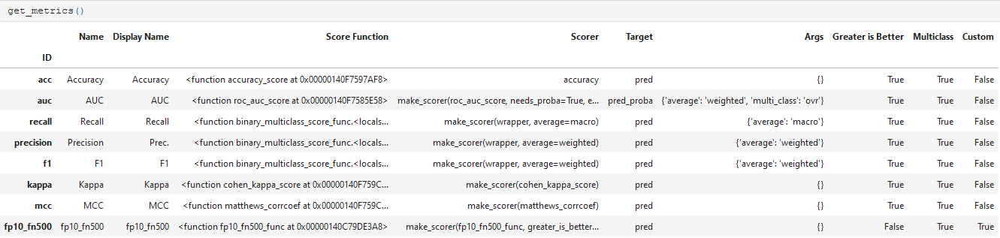 get_metrics()
Name Display Name Score Function Scorer Target Args Greater is Better Multiclass Custom
ID
acc Accuracy Accuracy <function accuracy_score at 0x00000140F7597AF8> accuracy pred {} True True False
auc AUC AUC <function roc_auc_score at 0x00000140F7585E58> make_scorer(roc_auc_score, needs_proba=True, e... pred_proba {'average': 'weighted', 'multi_class': 'ovr'} True True False
recall Recall Recall <function binary_multiclass_score_func.<locals... make_scorer(wrapper, average=macro) pred {'average': 'macro'} True True False
precision Precision Prec. <function binary_multiclass_score_func.<locals... make_scorer(wrapper, average=weighted) pred {'average': 'weighted'} True True False
f1 F1 F1 <function binary_multiclass_score_func.<locals... make_scorer(wrapper, average=weighted) pred {'average': 'weighted'} True True False
kappa Kappa Kappa <function cohen_kappa_score at 0x00000140F759C... make_scorer(cohen_kappa_score) pred {} True True False
mcc MCC MCC <function matthews_corrcoef at 0x00000140F759C... make_scorer(matthews_corrcoef) pred {} True True False
fp10_fn500 fp10_fn500 fp10_fn500 <function fp10_fn500_func at 0x00000140C79DE3A8> make_scorer(fp10_fn500_func, greater_is_better... pred {} False True True